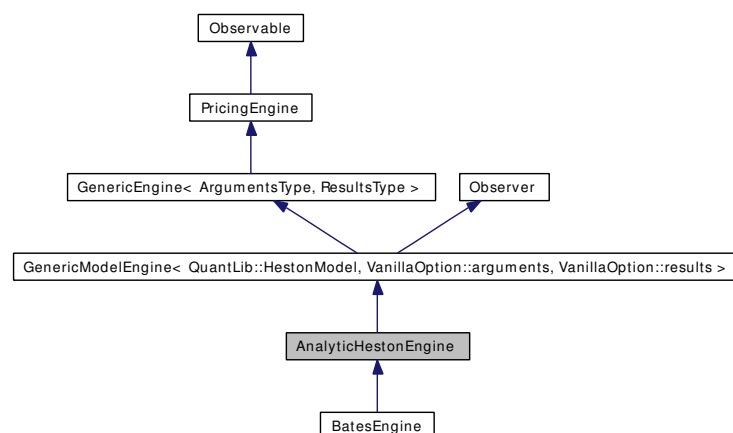 Observable
PricingEngine
GenericEngine< ArgumentsType, ResultsType >
Observer
GenericModelEngine< QuantLib::HestonModel, VanillaOption::arguments, VanillaOption::results >
AnalyticHestonEngine
BatesEngine